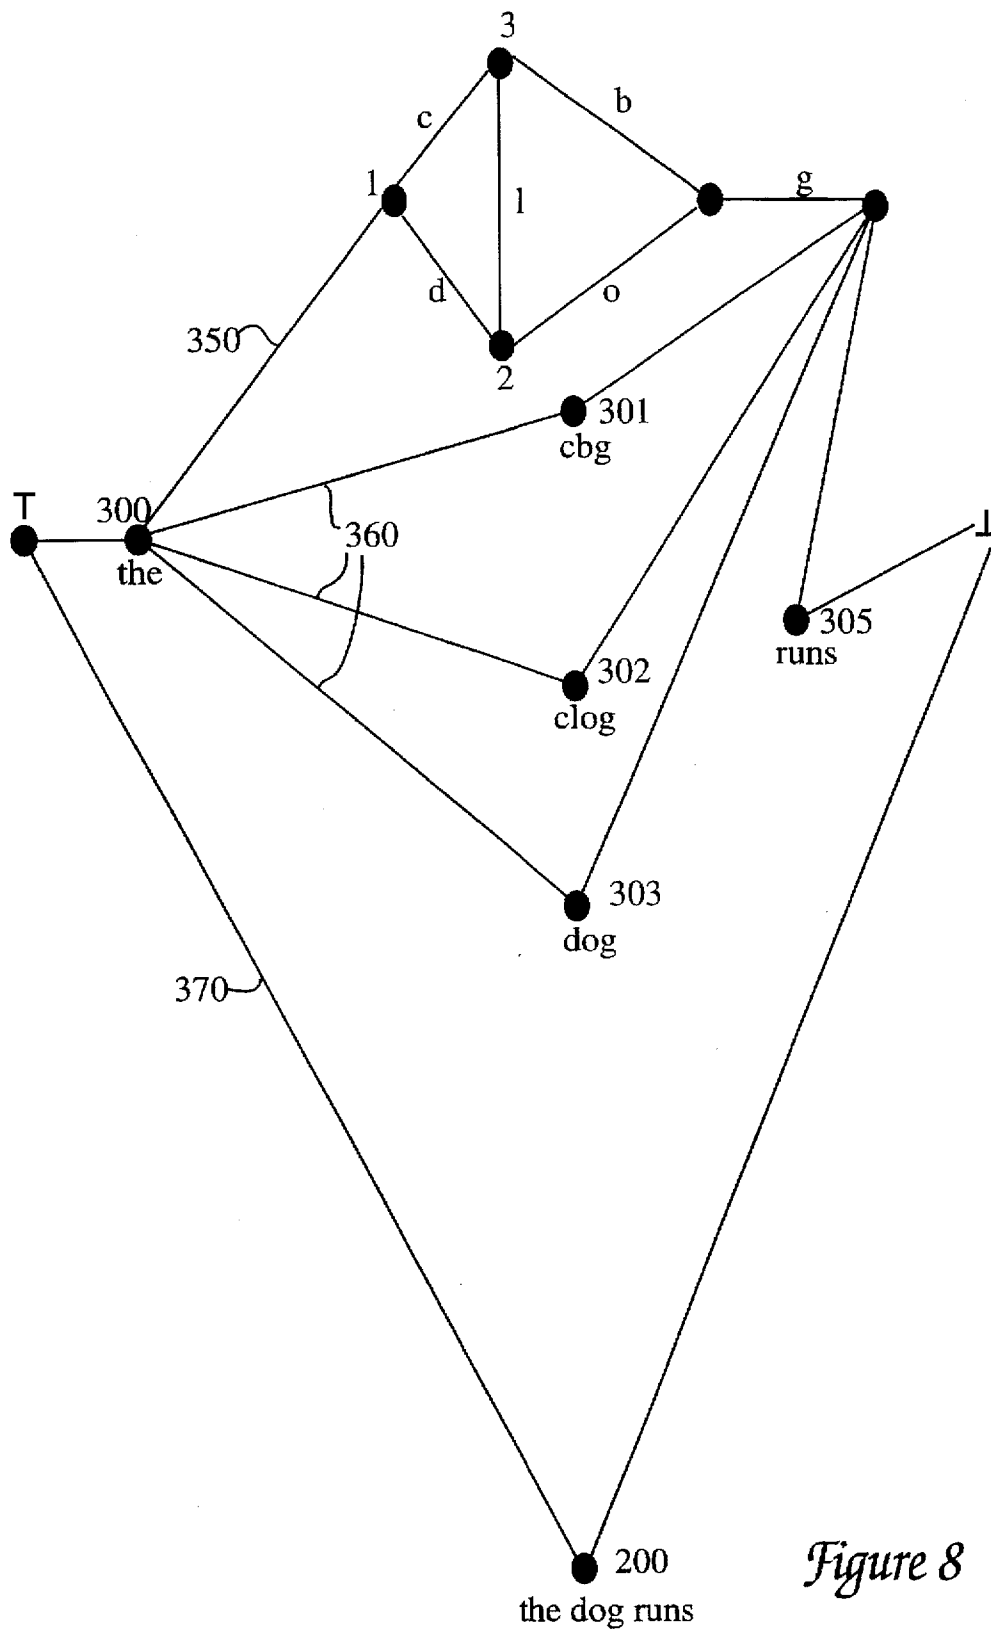 3
b
c
1
l
g
d
o
350
2
301
cbg
T
300
360
the
⊥
305
runs
302
clog
303
dog
370
200
the dog runs
Figure 8